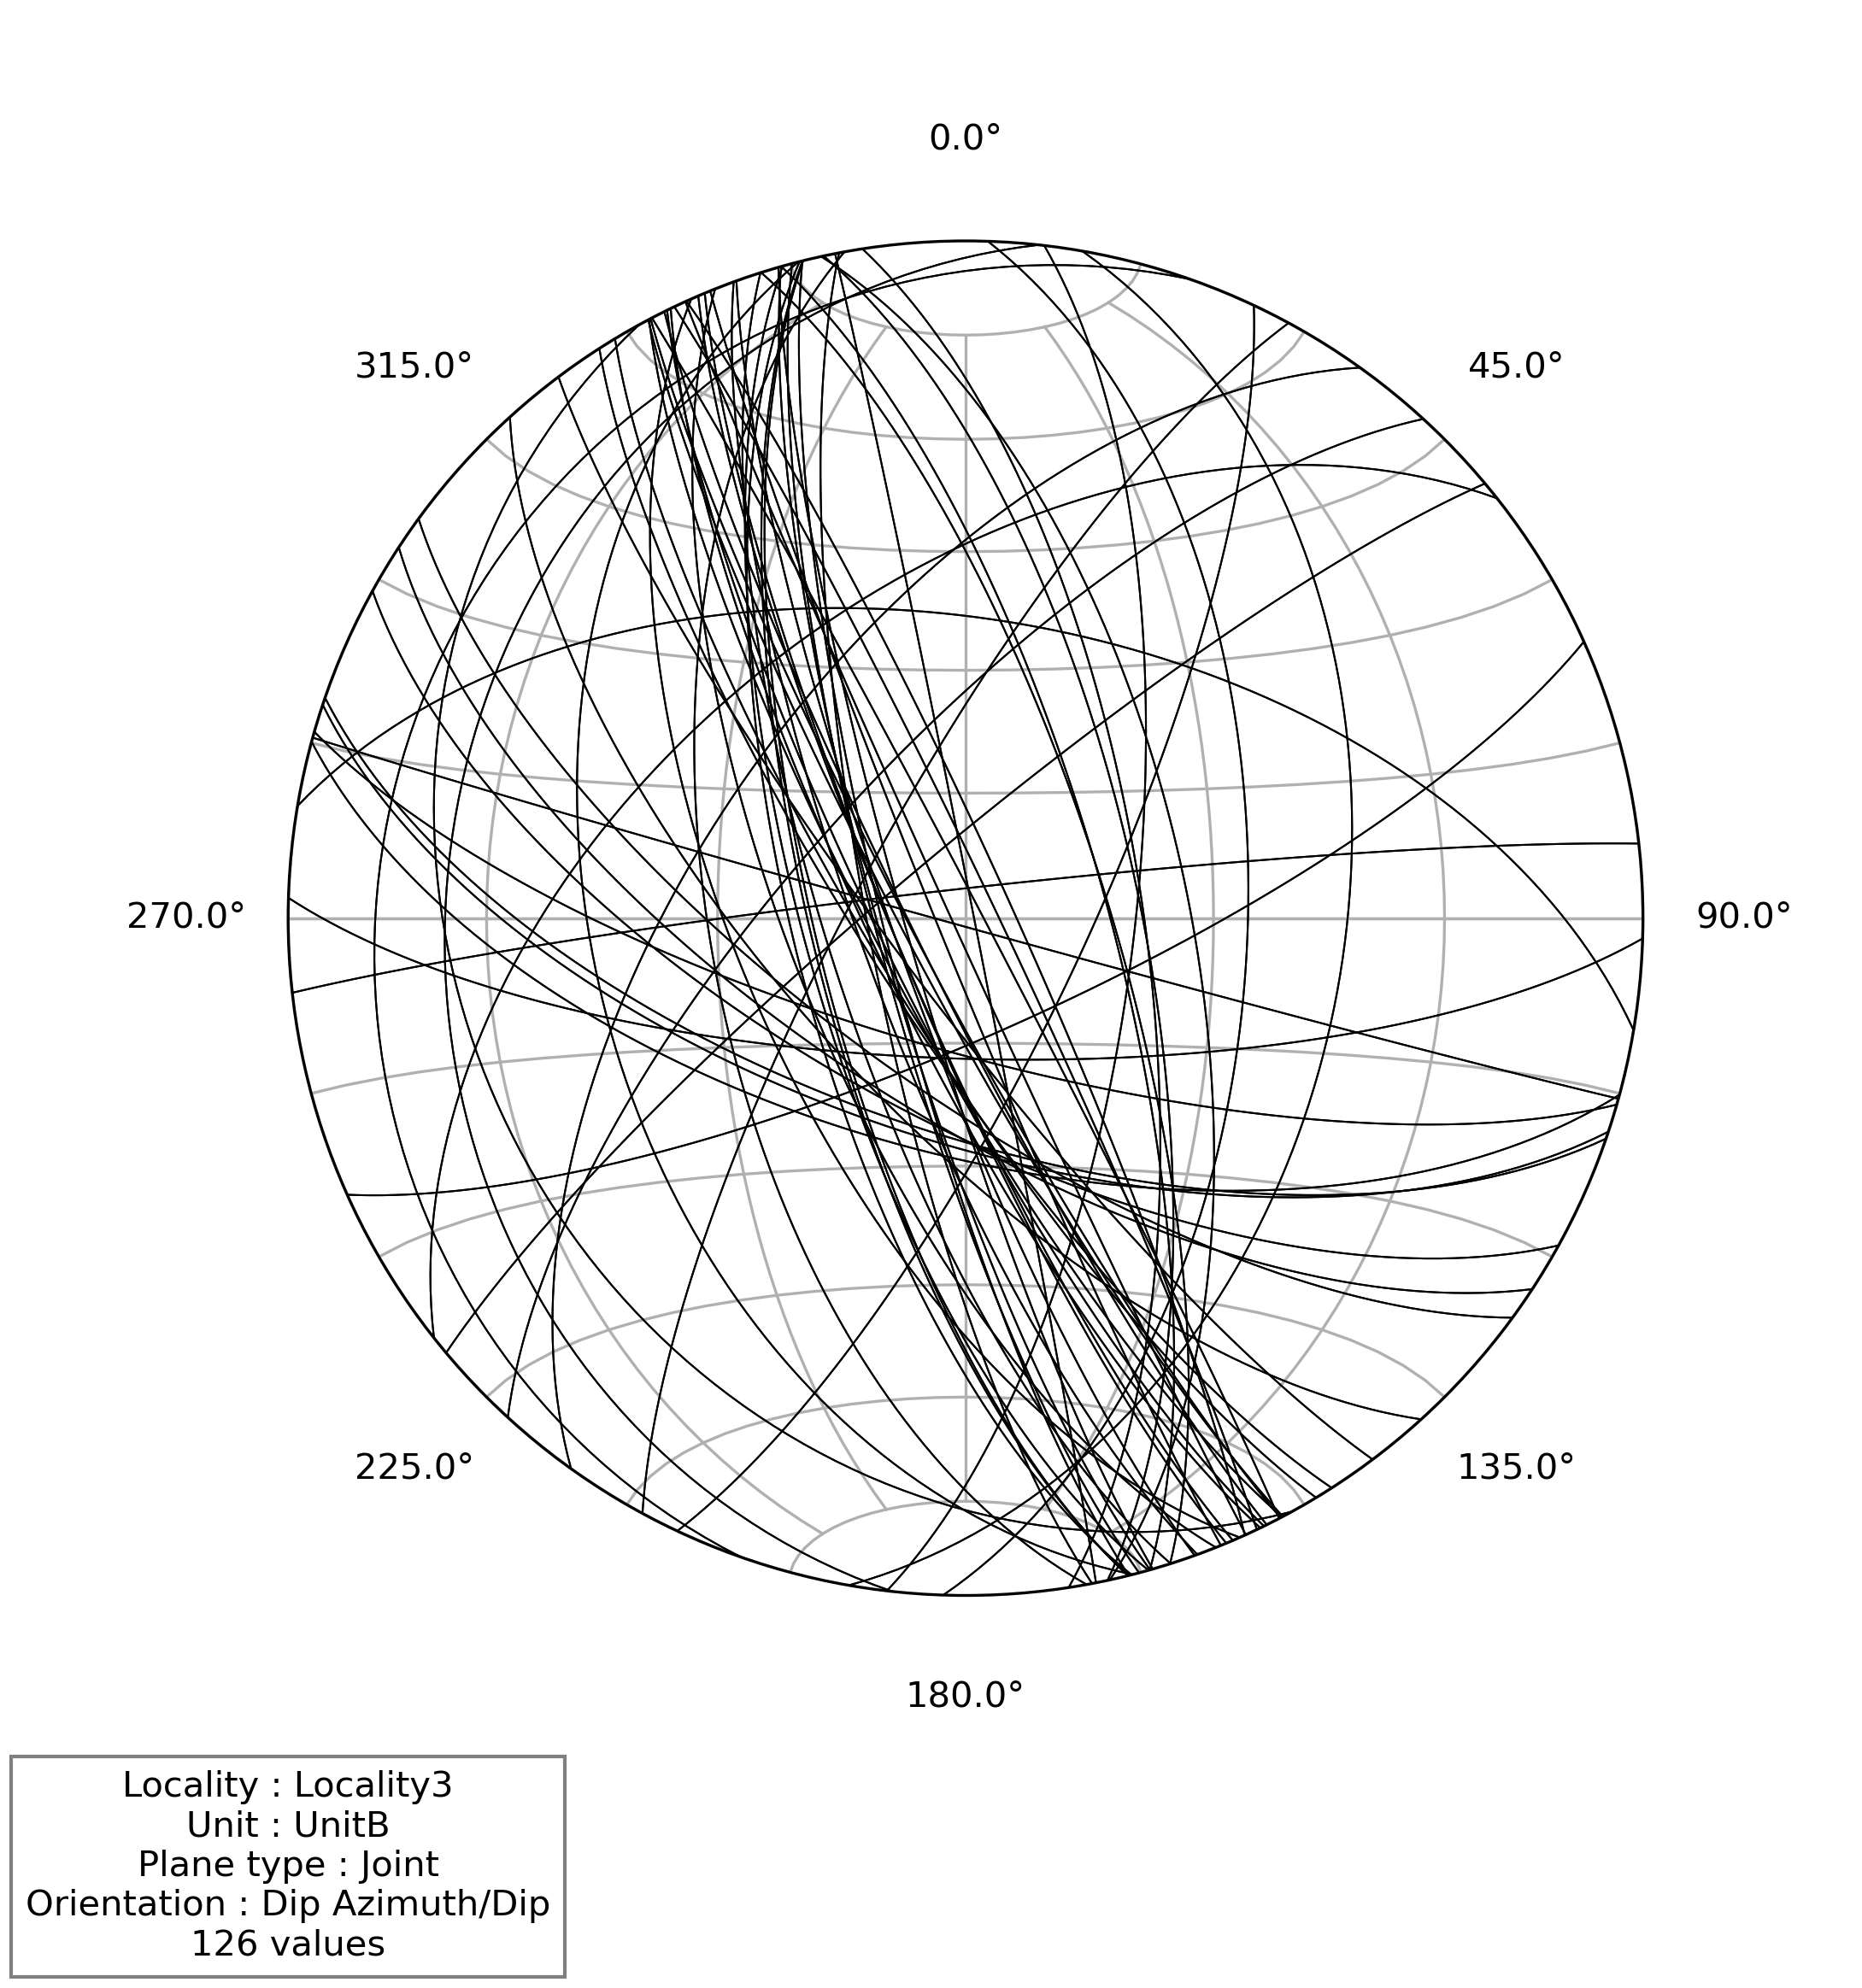 0.0°
315.0°
45.0°
270.0°
90.0°
225.0°
135.0°
180.0°
Locality : Locality3
Unit : UnitB
Plane type : Joint
Orientation : Dip Azimuth/Dip
126 values